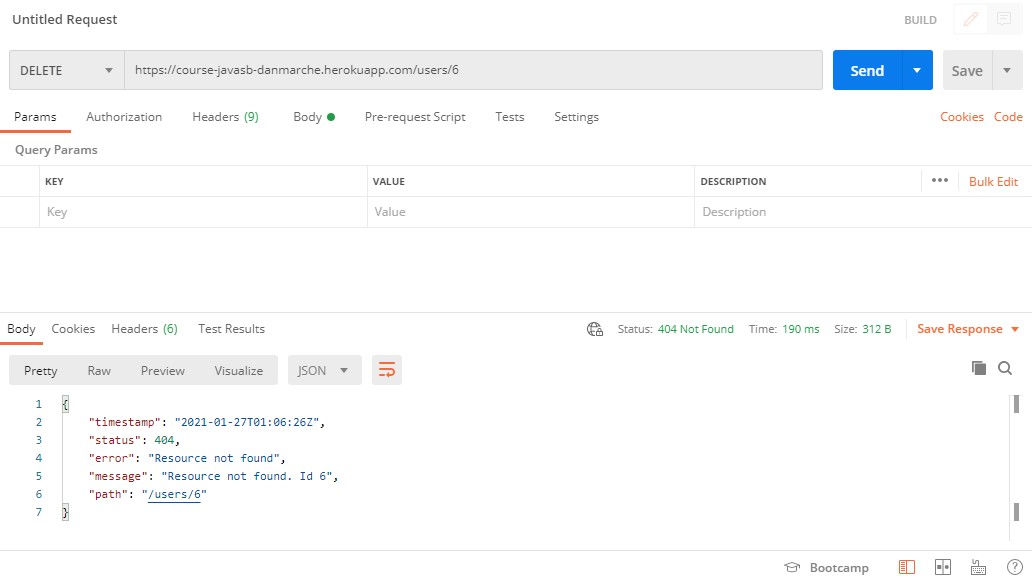 Untitled Request BUILD
DELETE https://course-javasb-danmarche.herokuapp.com/users/6 Send Save
Params Authorization Headers (9) Body Pre-request Script Tests Settings Cookies Code
Query Params
KEY VALUE DESCRIPTION ••• Bulk Edit
Key Value Description
Body Cookies Headers (6) Test Results Status: 404 Not Found Time: 190 ms Size: 312 B Save Response
Pretty Raw Preview Visualize JSON
1 {
2 "timestamp": "2021-01-27T01:06:26Z",
3 "status": 404,
4 "error": "Resource not found",
5 "message": "Resource not found. Id 6",
6 "path": "/users/6"
7 }
Bootcamp